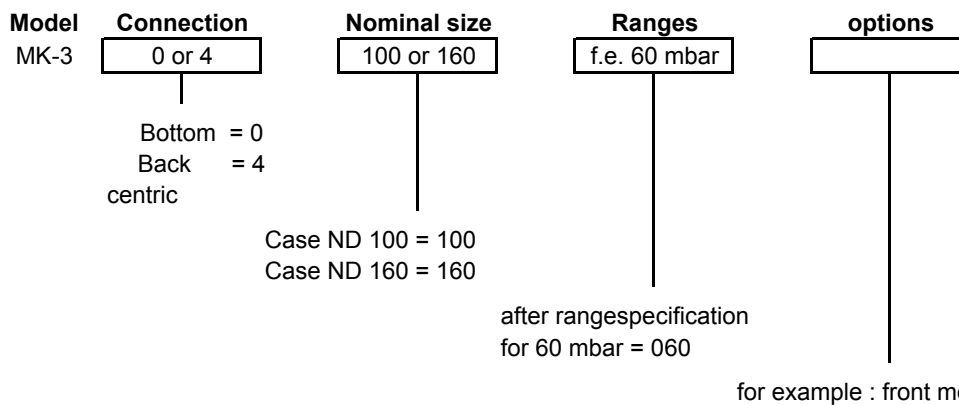 Model Connection Nominal size Ranges options
MK-3 0 or 4 100 or 160 f.e. 60 mbar
Bottom = 0
Back = 4
centric
Case ND 100 = 100
Case ND 160 = 160
after rangespecification
for 60 mbar = 060
for example : front